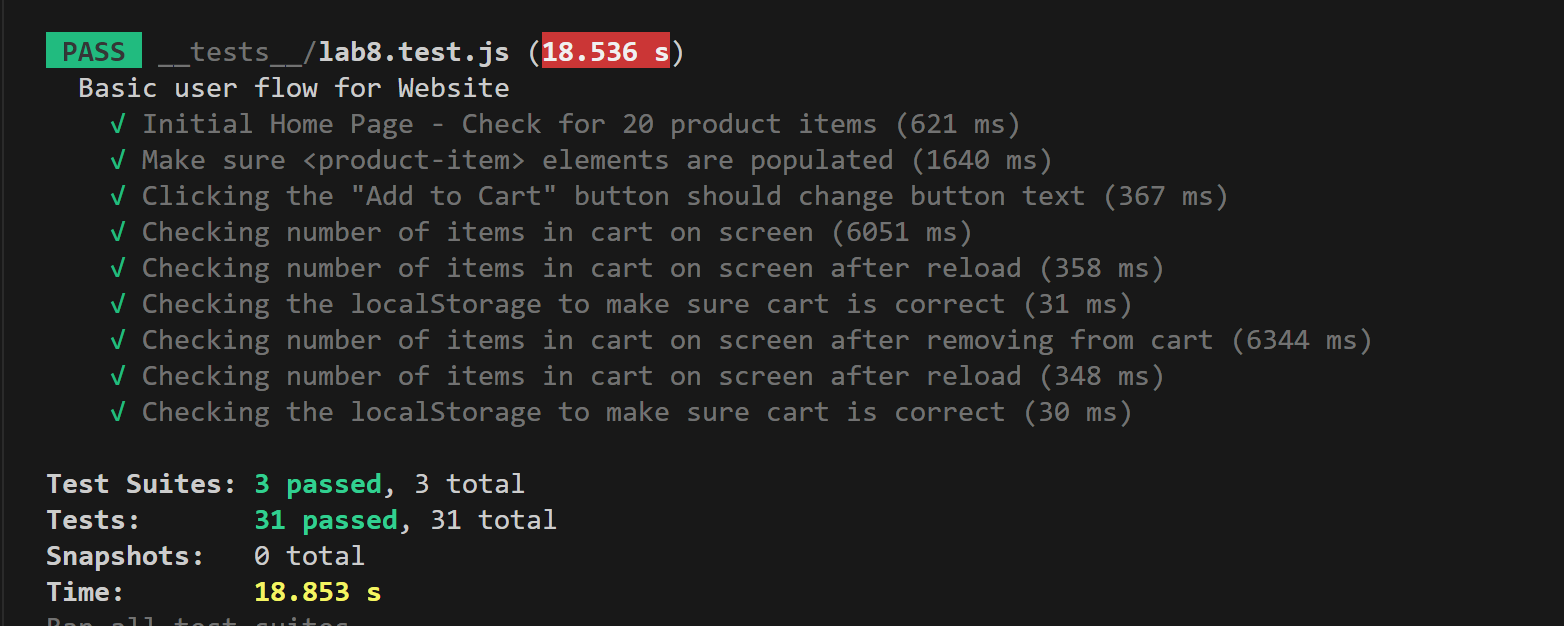 PASS __tests__/lab8.test.js (18.536 s)
Basic user flow for Website
√ Initial Home Page - Check for 20 product items (621 ms)
√ Make sure <product-item> elements are populated (1640 ms)
√ Clicking the "Add to Cart" button should change button text (367 ms)
√ Checking number of items in cart on screen (6051 ms)
√ Checking number of items in cart on screen after reload (358 ms)
√ Checking the localStorage to make sure cart is correct (31 ms)
√ Checking number of items in cart on screen after removing from cart (6344 ms)
√ Checking number of items in cart on screen after reload (348 ms)
√ Checking the localStorage to make sure cart is correct (30 ms)
Test Suites: 3 passed, 3 total
Tests: 31 passed, 31 total
Snapshots: 0 total
Time: 18.853 s
Ran all test suites.